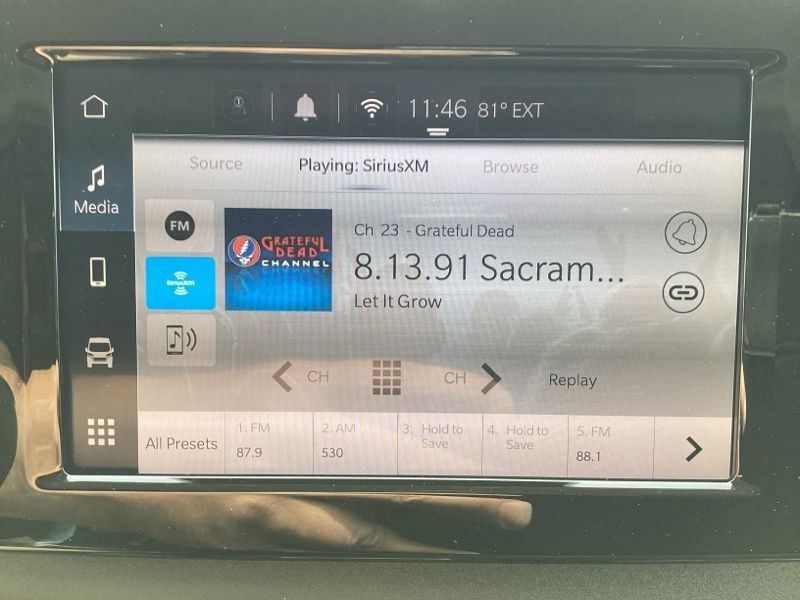 11:46 81° EXT
Source Playing: SiriusXM Browse Audio
Media
FM
SiriusXM
GRATEFUL
DEAD
CHANNEL
Ch 23 - Grateful Dead
8.13.91 Sacram...
Let It Grow
CH CH Replay
All Presets
1. FM
87.9
2. AM
530
3. Hold to
Save
4. Hold to
Save
5. FM
88.1